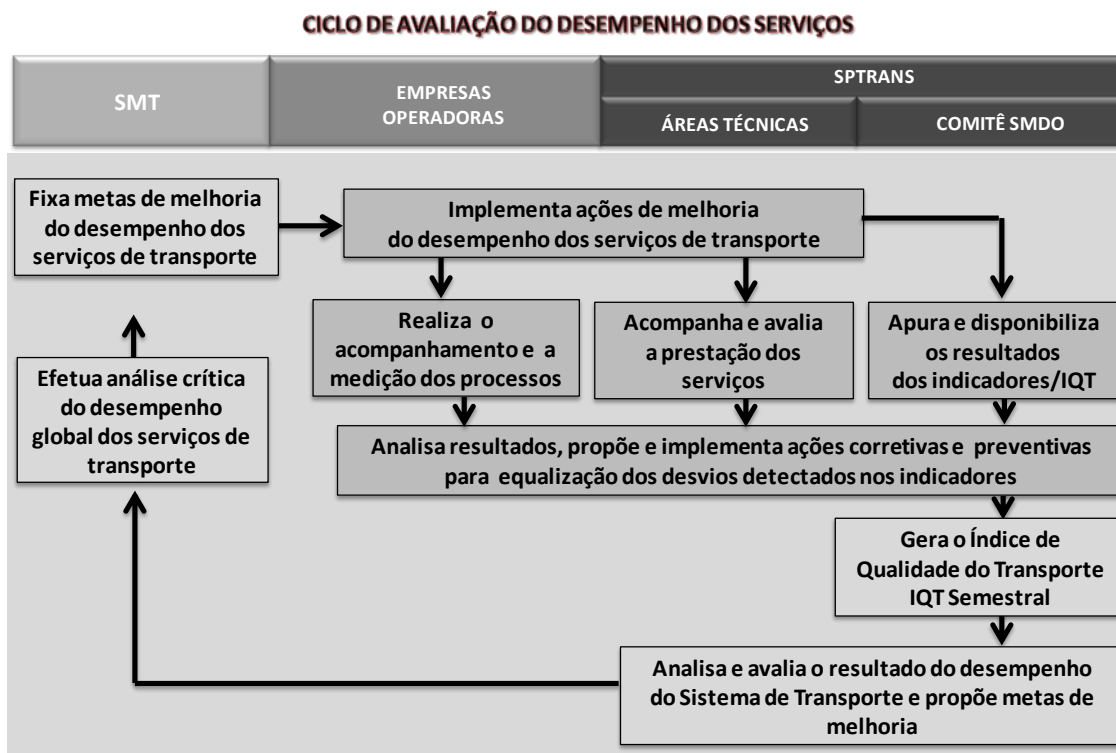 CICLO DE AVALIAÇÃO DO DESEMPENHO DOS SERVIÇOS
SMT
EMPRESAS
OPERADORAS
SPTRANS
ÁREAS TÉCNICAS
COMITÊ SMDO
Fixa metas de melhoria
do desempenho dos
serviços de transporte
Implementa ações de melhoria
do desempenho dos serviços de transporte
Realiza o
acompanhamento e a
medição dos processos
Acompanha e avalia
a prestação dos
serviços
Apura e disponibiliza
os resultados
dos indicadores/IQT
Efetua análise crítica
do desempenho
global dos serviços de
transporte
Analisa resultados, propõe e implementa ações corretivas e preventivas
para equalização dos desvios detectados nos indicadores
Gera o Índice de
Qualidade do Transporte
IQT Semestral
Analisa e avalia o resultado do desempenho
do Sistema de Transporte e propõe metas de
melhoria